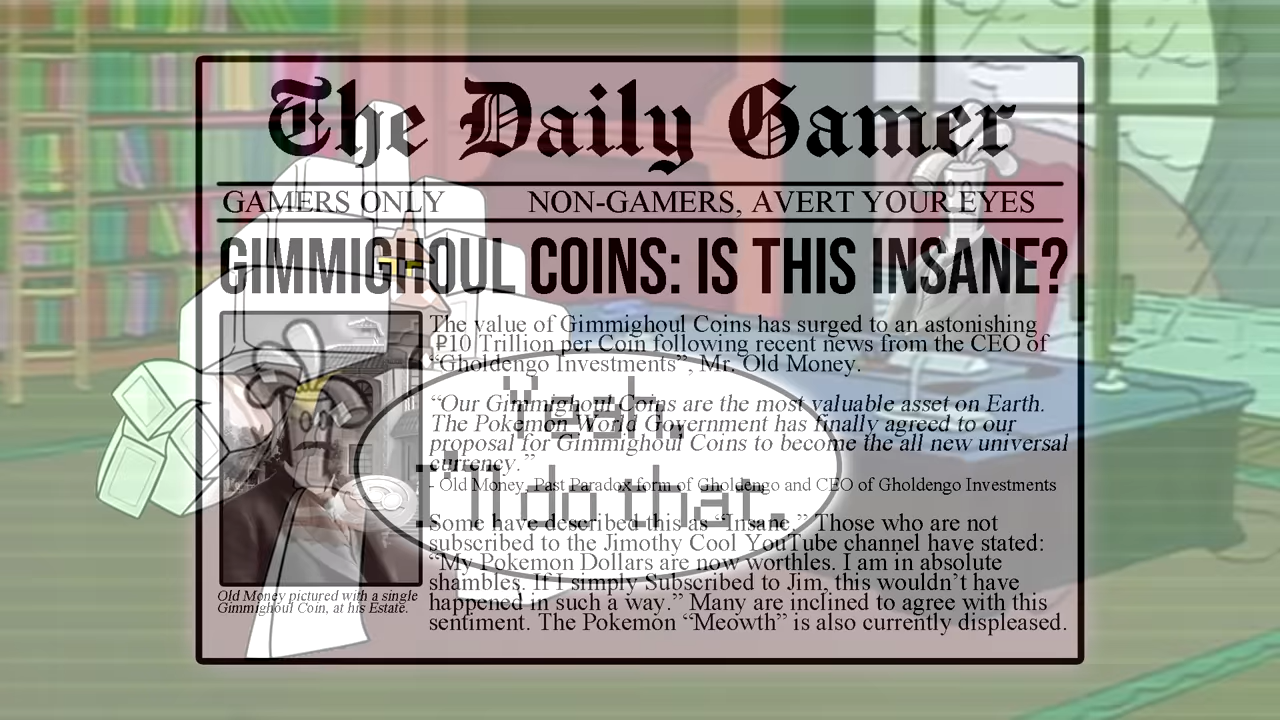 The Daily Gamer
GAMERS ONLY NON-GAMERS, AVERT YOUR EYES
GIMMIGHOUL COINS: IS THIS INSANE?
The value of Gimmighoul Coins has surged to an astonishing
₽10 Trillion per Coin following recent news from the CEO of
“Gholdengo Investments”, Mr. Old Money.
“Our Gimmighoul Coins are the most valuable asset on Earth.
The Pokemon World Government has finally agreed to our
proposal for Gimmighoul Coins to become the all new universal
currency.”
- Old Money, Past Paradox form of Gholdengo and CEO of Gholdengo Investments
Some have described this as “Insane.” Those who are not
subscribed to the Jimothy Cool YouTube channel have stated:
“My Pokemon Dollars are now worthles. I am in absolute
shambles. If I simply Subscribed to Jim, this wouldn’t have
happened in such a way.” Many are inclined to agree with this
sentiment. The Pokemon “Meowth” is also currently displeased.
Old Money pictured with a single
Gimmighoul Coin, at his Estate.
Yeah,
I'll do that.